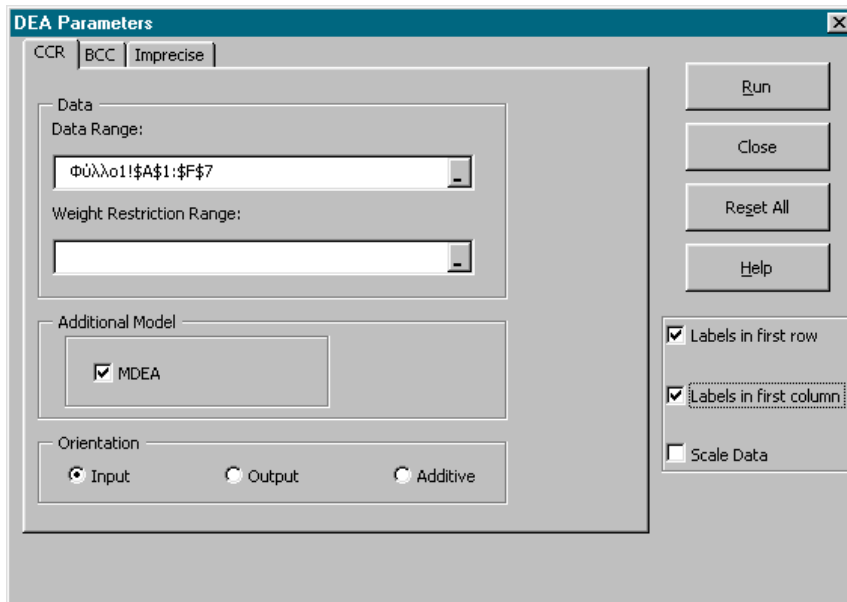 DEA Parameters
CCR BCC Imprecise
Data
Data Range:
Φύλλο1!$A$1:$F$7
Weight Restriction Range:
Additional Model
MDEA
Orientation
Input Output Additive
Run
Close
Reset All
Help
Labels in first row
Labels in first column
Scale Data